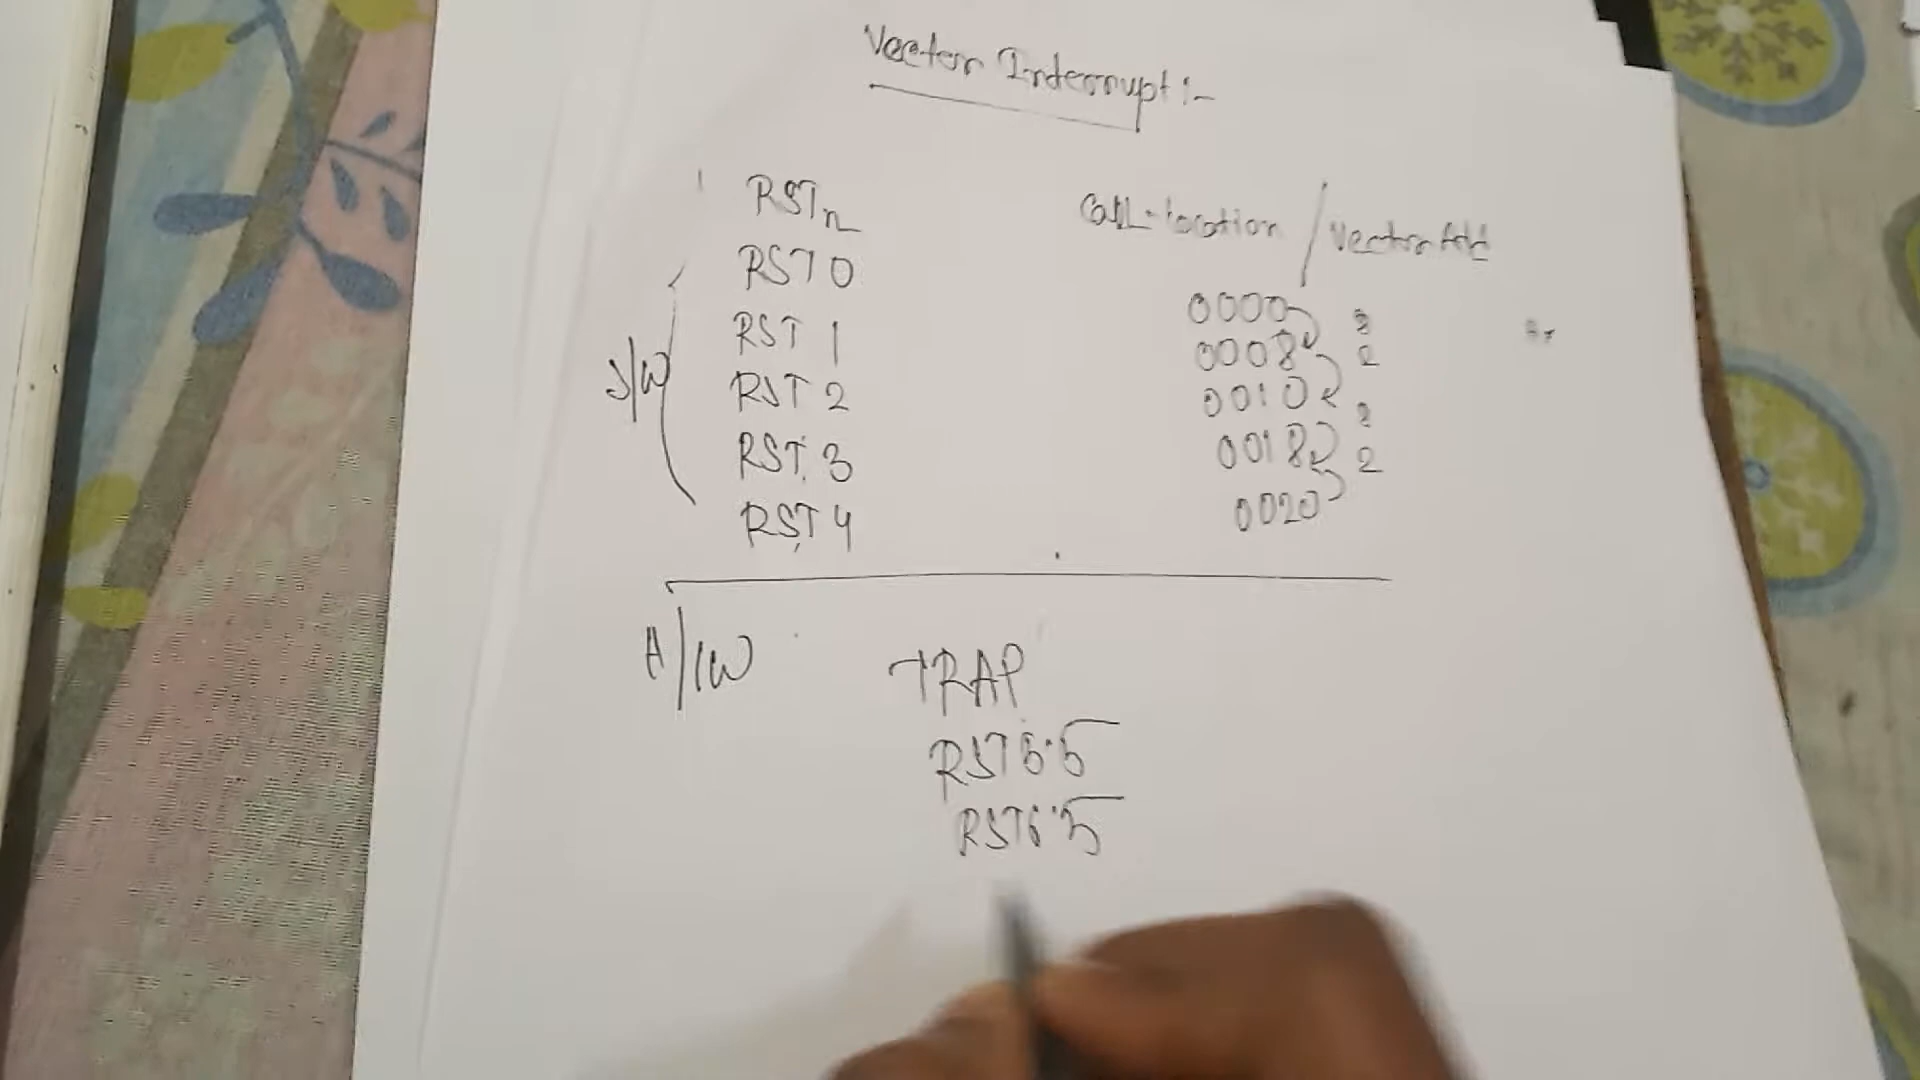 Vector Interrupt :-
RSTn CALL-location / Vector Add
RST 0 0000
RST 1 0008
RST 2 0010
RST 3 0018
RST 4 0020
S/W
H/W TRAP
RST 5.5
RST 6.5